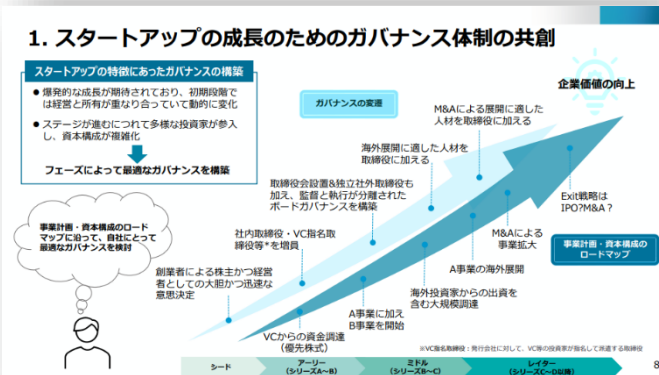 1. スタートアップの成長のためのガバナンス体制の共創
スタートアップの特徴にあったガバナンスの構築
● 爆発的な成長が期待されており、初期段階で
は経営と所有が重なり合っていて動的に変化
● ステージが進むにつれて多様な投資家が参入
し、資本構成が複雑化
フェーズによって最適なガバナンスを構築
ガバナンスの変遷
企業価値の向上
M&Aによる展開に適した
人材を取締役に加える
海外展開に適した人材を
取締役に加える
取締役会設置&独立社外取締役も
加え、監督と執行が分離された
ボードガバナンスを構築
社内取締役・VC指名取
締役等*を増員
創業者による株主かつ経営
者としての大胆かつ迅速な
意思決定
事業計画・資本構成のロード
マップに沿って、自社にとって
最適なガバナンスを検討
Exit戦略は
IPO?M&A？
M&Aによる
事業拡大
A事業の海外展開
海外投資家からの出資を
含む大規模調達
A事業に加え
B事業を開始
VCからの資金調達
（優先株式）
事業計画・資本構成の
ロードマップ
※VC指名取締役：発行会社に対して、VC等の投資家が指名して派遣する取締役
シード
アーリー
（シリーズA～B）
ミドル
（シリーズB～C）
レイター
（シリーズC～D以降）
8